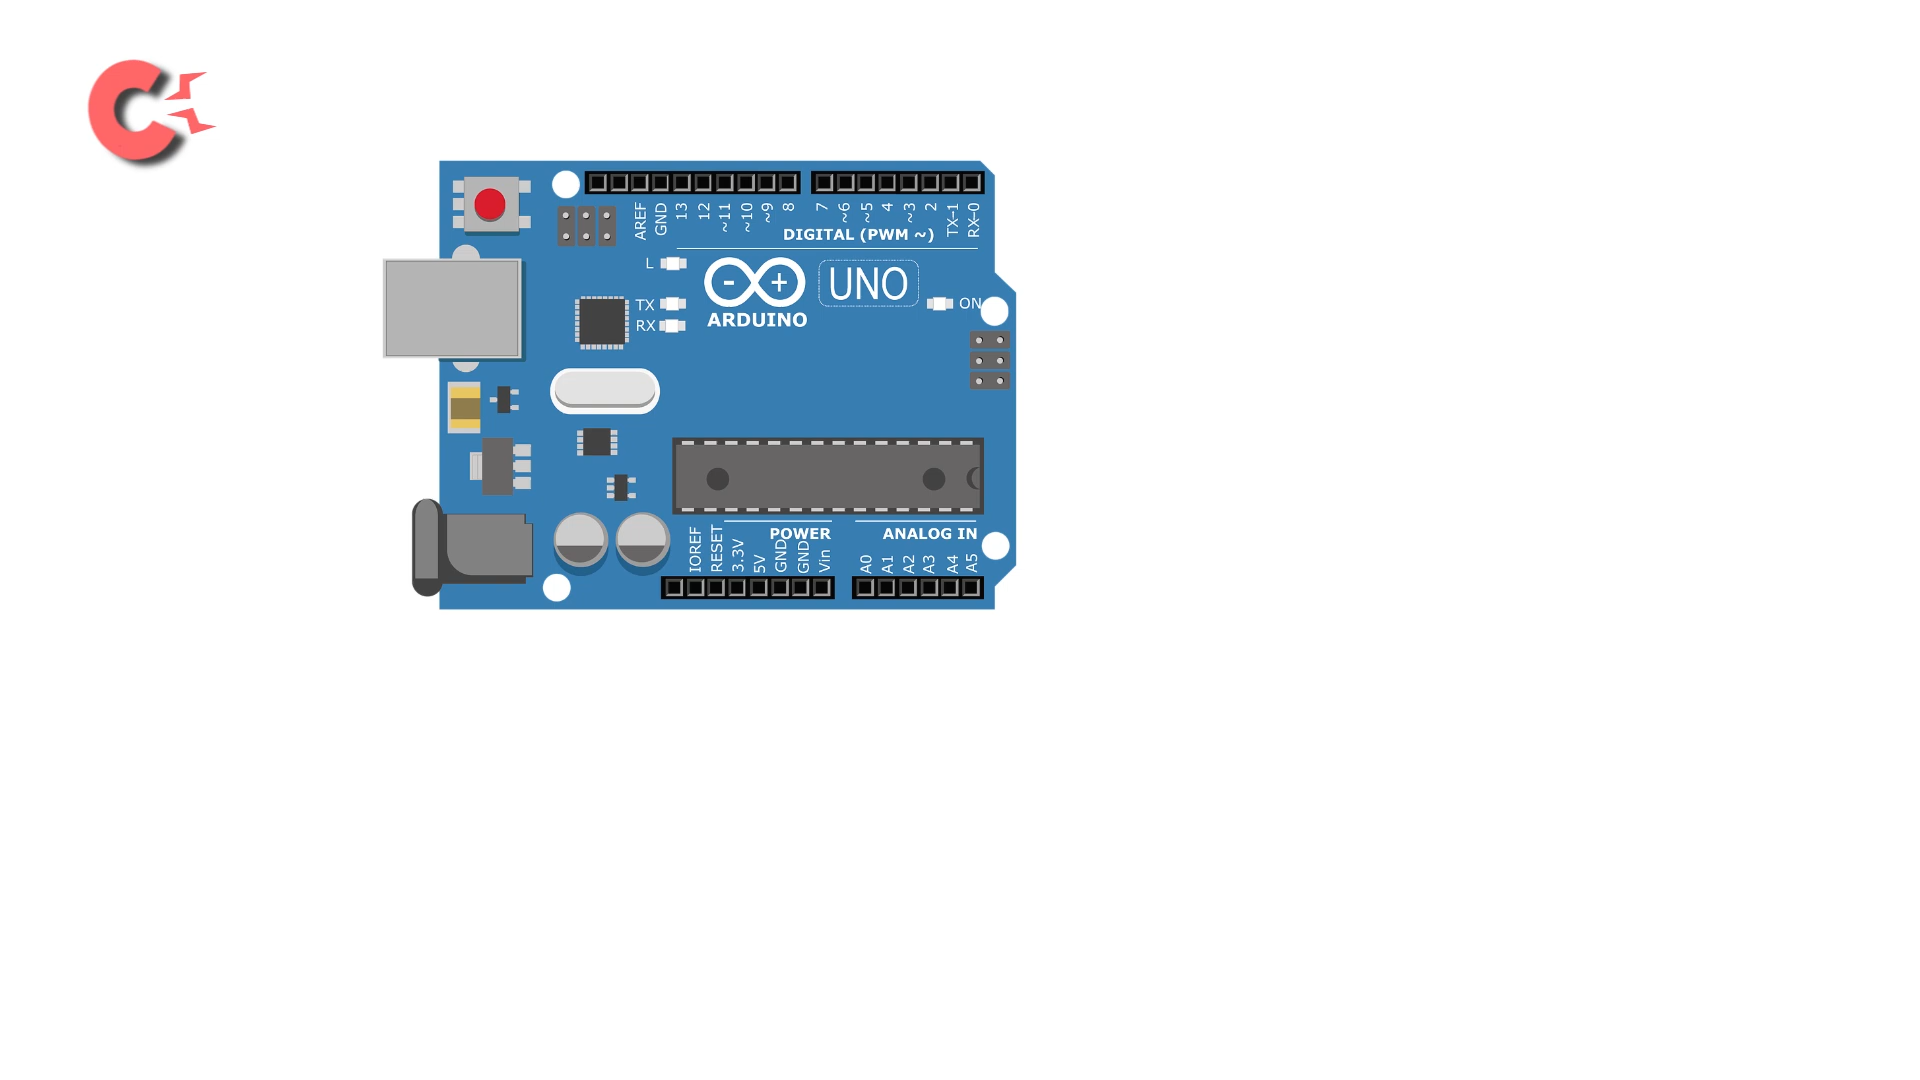 AREF GND 13 12 ~11 ~10 ~9 8 7 ~6 ~5 4 ~3 2 TX-1 RX-0
DIGITAL (PWM ~)
L
- + UNO
TX ON
RX ARDUINO
POWER ANALOG IN
IOREF RESET 3.3V 5V GND GND Vin A0 A1 A2 A3 A4 A5